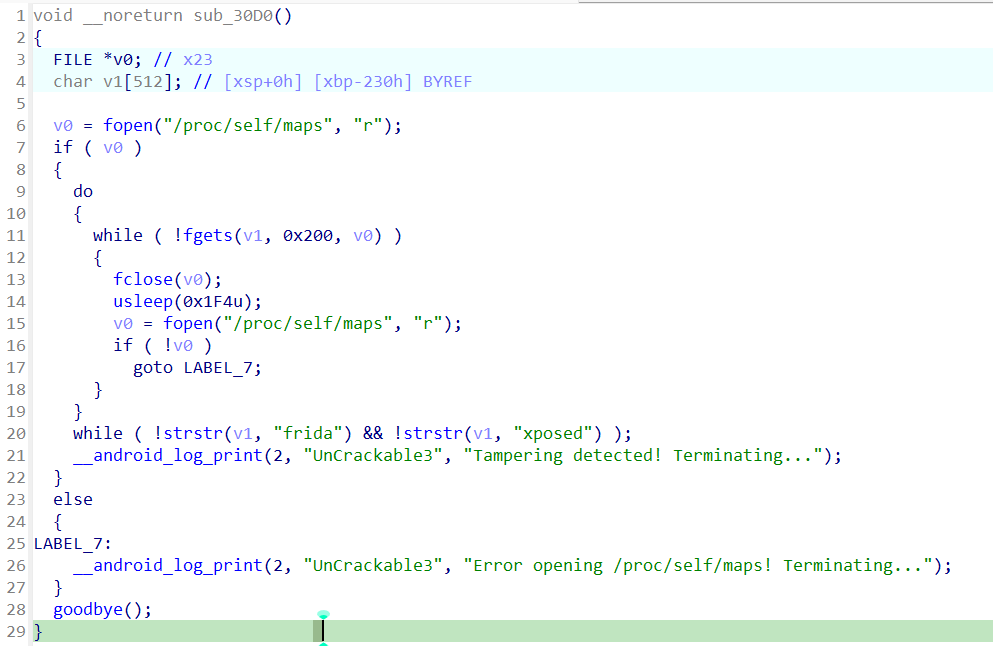 1 void __noreturn sub_30D0()
2 {
3   FILE *v0; // x23
4   char v1[512]; // [xsp+0h] [xbp-230h] BYREF
5
6   v0 = fopen("/proc/self/maps", "r");
7   if ( v0 )
8   {
9     do
10     {
11       while ( !fgets(v1, 0x200, v0) )
12       {
13         fclose(v0);
14         usleep(0x1F4u);
15         v0 = fopen("/proc/self/maps", "r");
16         if ( !v0 )
17           goto LABEL_7;
18       }
19     }
20     while ( !strstr(v1, "frida") && !strstr(v1, "xposed") );
21     __android_log_print(2, "UnCrackable3", "Tampering detected! Terminating...");
22   }
23   else
24   {
25 LABEL_7:
26     __android_log_print(2, "UnCrackable3", "Error opening /proc/self/maps! Terminating...");
27   }
28   goodbye();
29 }